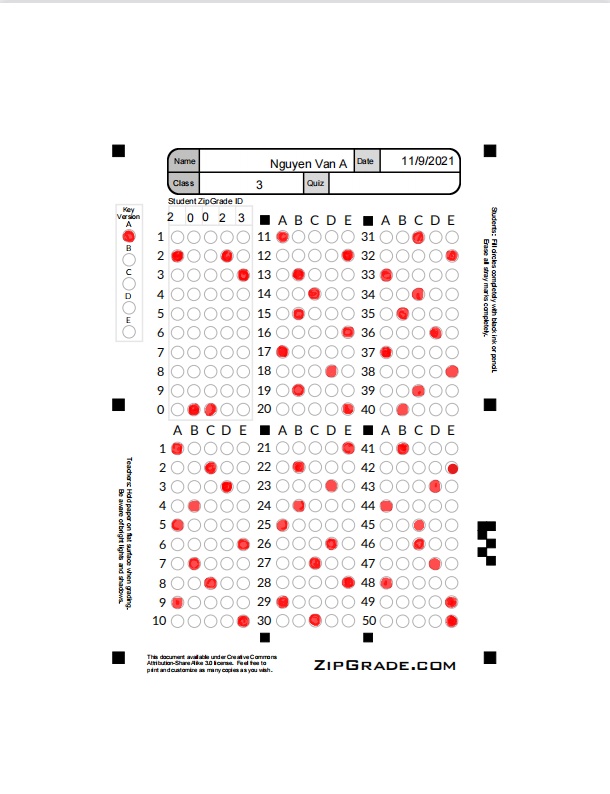 Name Nguyen Van A Date 11/9/2021
Class 3 Quiz
Student ZipGrade ID
2 0 0 2 3
Key
Version
A
B
C
D
E
1
2
3
4
5
6
7
8
9
0
A B C D E
11
12
13
14
15
16
17
18
19
20
A B C D E
31
32
33
34
35
36
37
38
39
40
Students: Fill circles completely with black ink or pencil.
Erase all stray marks completely.
A B C D E
1
2
3
4
5
6
7
8
9
10
A B C D E
21
22
23
24
25
26
27
28
29
30
A B C D E
41
42
43
44
45
46
47
48
49
50
Teachers: Hold paper on flat surface when grading.
Be aware of bright lights and shadows.
This document available under Creative Commons
Attribution-ShareAlike 3.0 license. Feel free to
print and customize as many copies as you wish.
ZIPGRADE.COM